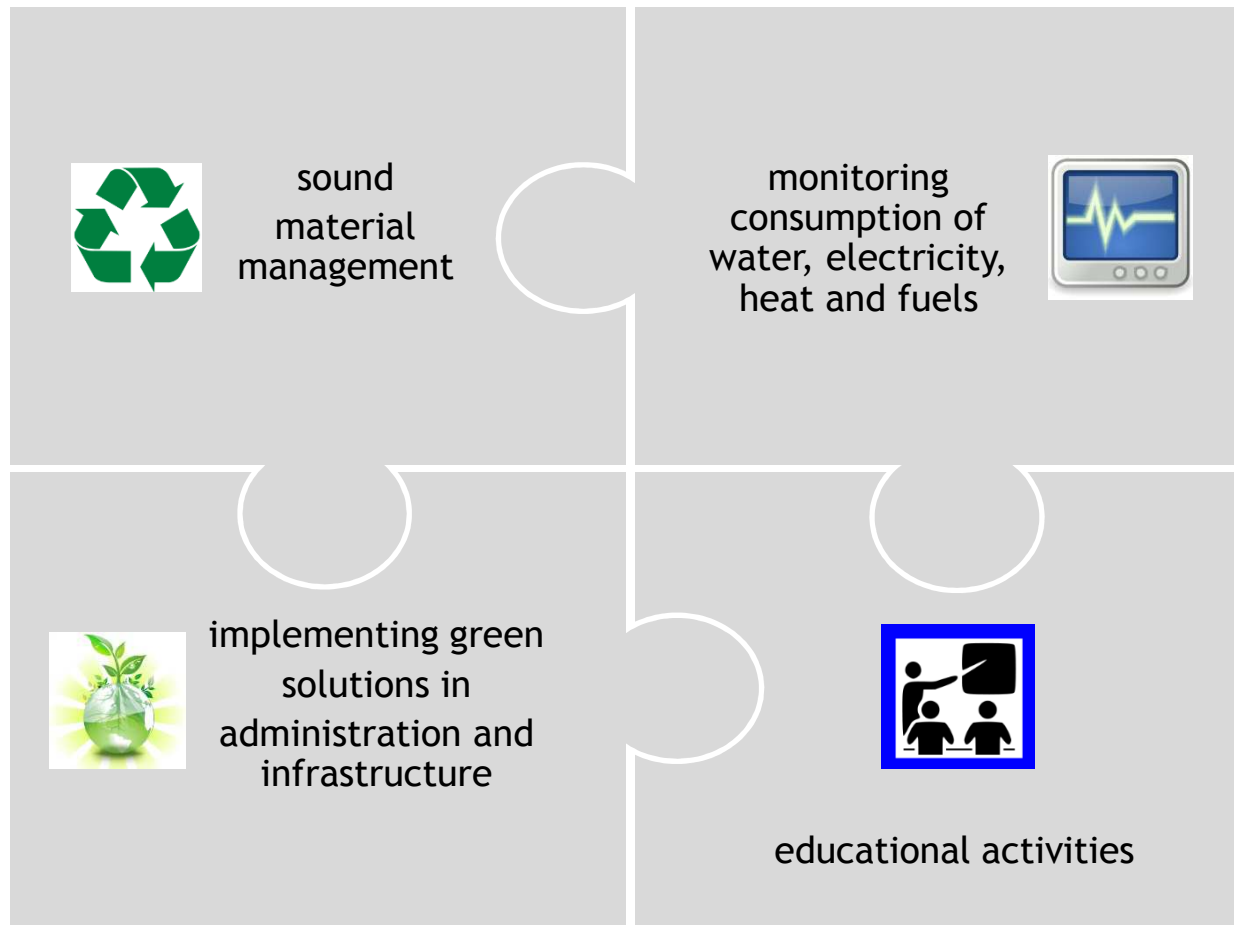 sound
material
management
monitoring
consumption of
water, electricity,
heat and fuels
implementing green
solutions in
administration and
infrastructure
educational activities